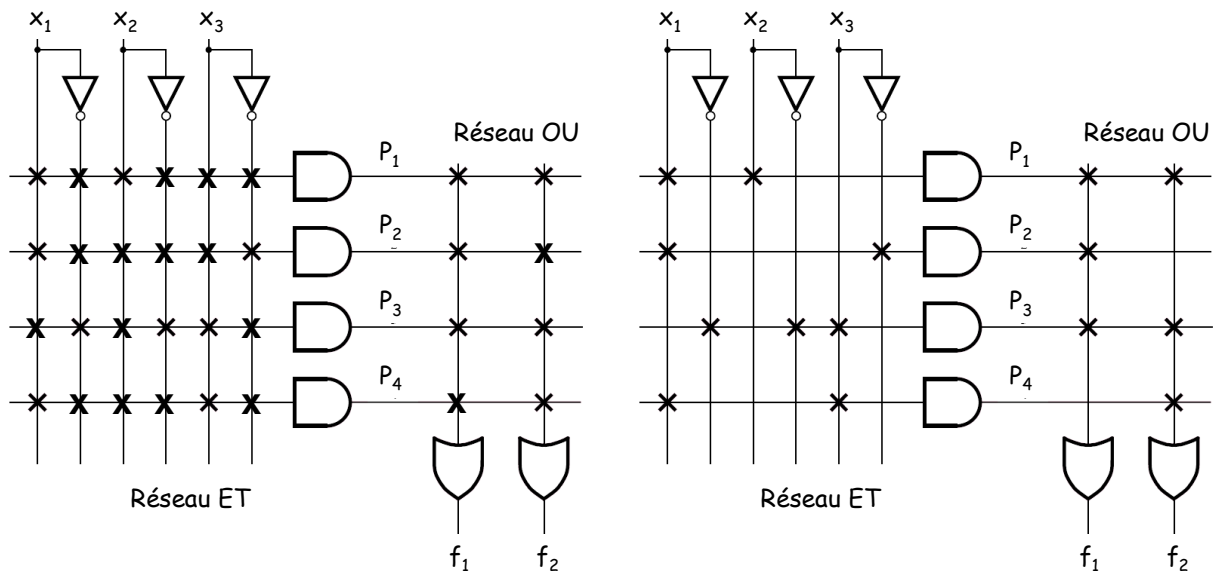 x₁ x₂ x₃
Réseau OU
P₁
P₂
P₃
P₄
Réseau ET
f₁ f₂
x₁ x₂ x₃
Réseau OU
P₁
P₂
P₃
P₄
Réseau ET
f₁ f₂